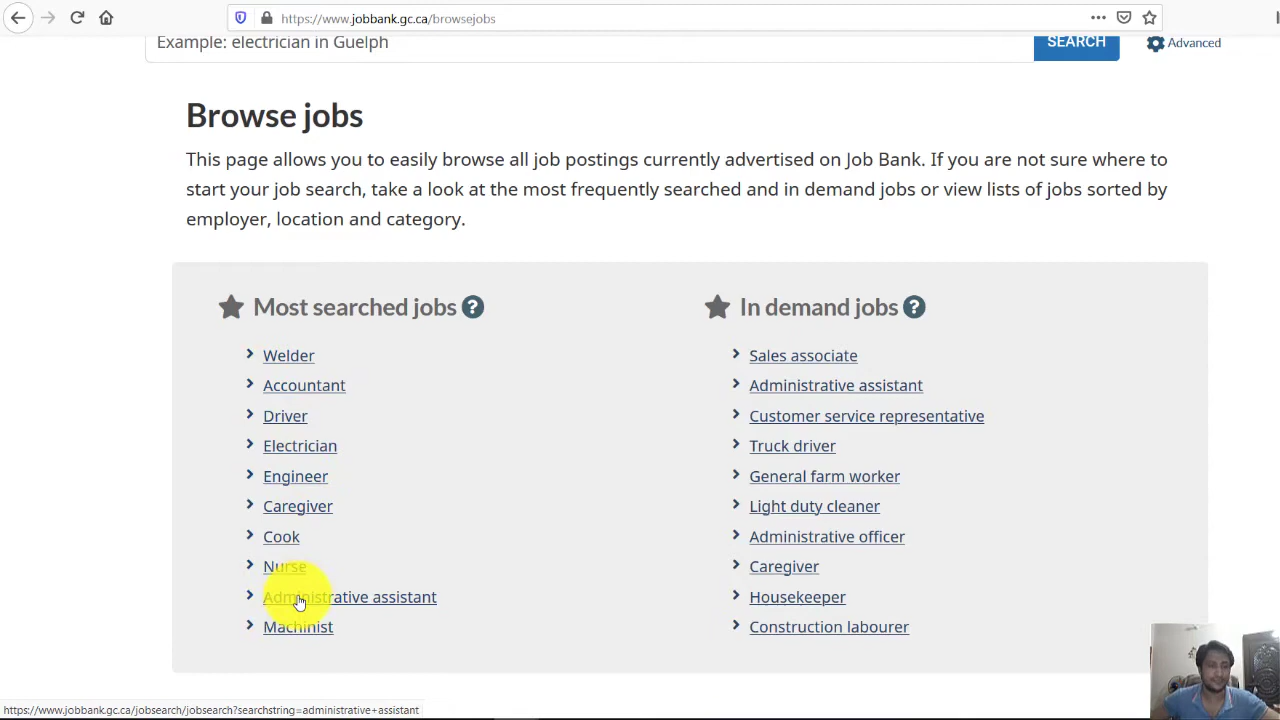 https://www.jobbank.gc.ca/browsejobs
Example: electrician in Guelph
SEARCH
Advanced
Browse jobs
This page allows you to easily browse all job postings currently advertised on Job Bank. If you are not sure where to
start your job search, take a look at the most frequently searched and in demand jobs or view lists of jobs sorted by
employer, location and category.
Most searched jobs ?
Welder
Accountant
Driver
Electrician
Engineer
Caregiver
Cook
Nurse
Administrative assistant
Machinist
In demand jobs ?
Sales associate
Administrative assistant
Customer service representative
Truck driver
General farm worker
Light duty cleaner
Administrative officer
Caregiver
Housekeeper
Construction labourer
https://www.jobbank.gc.ca/jobsearch/jobsearch?searchstring=administrative+assistant